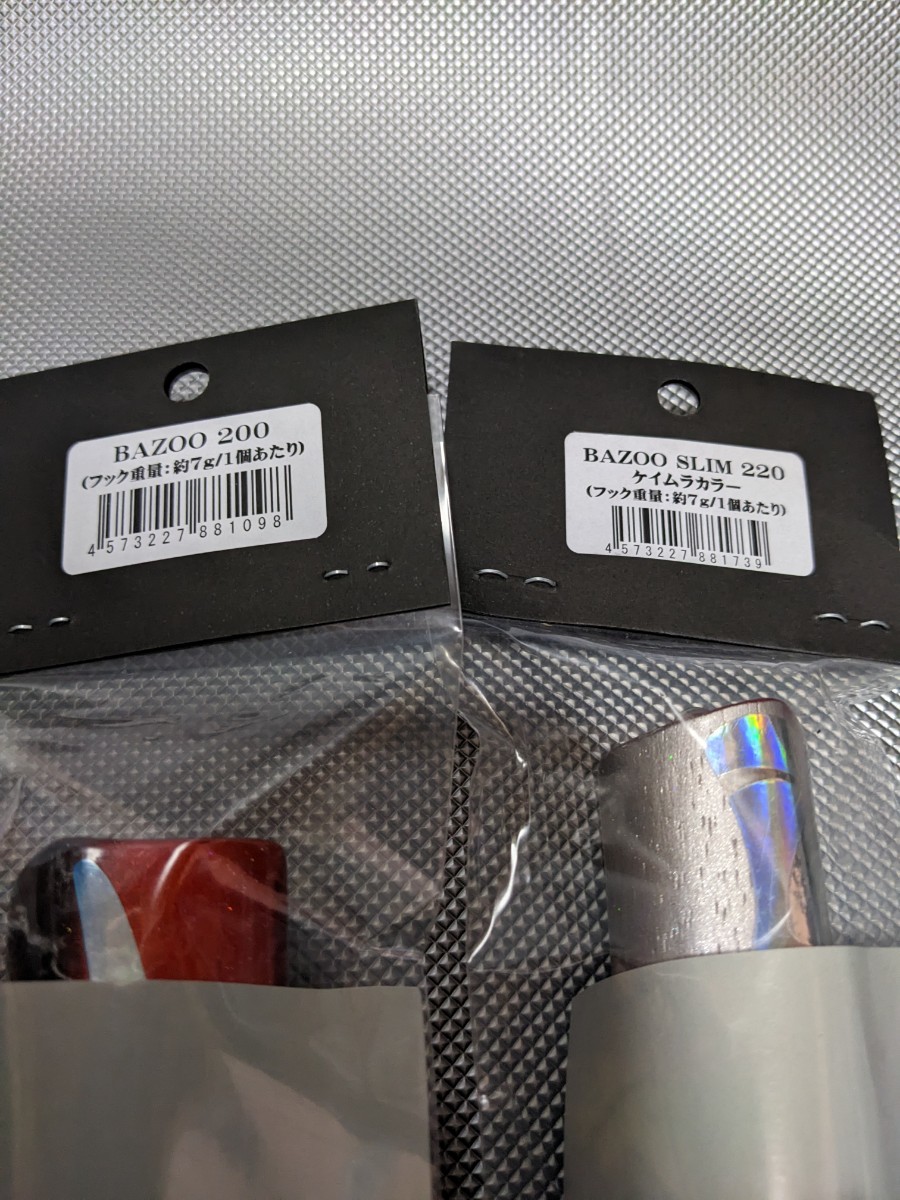 BAZOO 200
(フック重量:約7g/1個あたり)
4 573227 881098
BAZOO SLIM 220
ケイムラカラー
(フック重量:約7g/1個あたり)
4 573227 881739